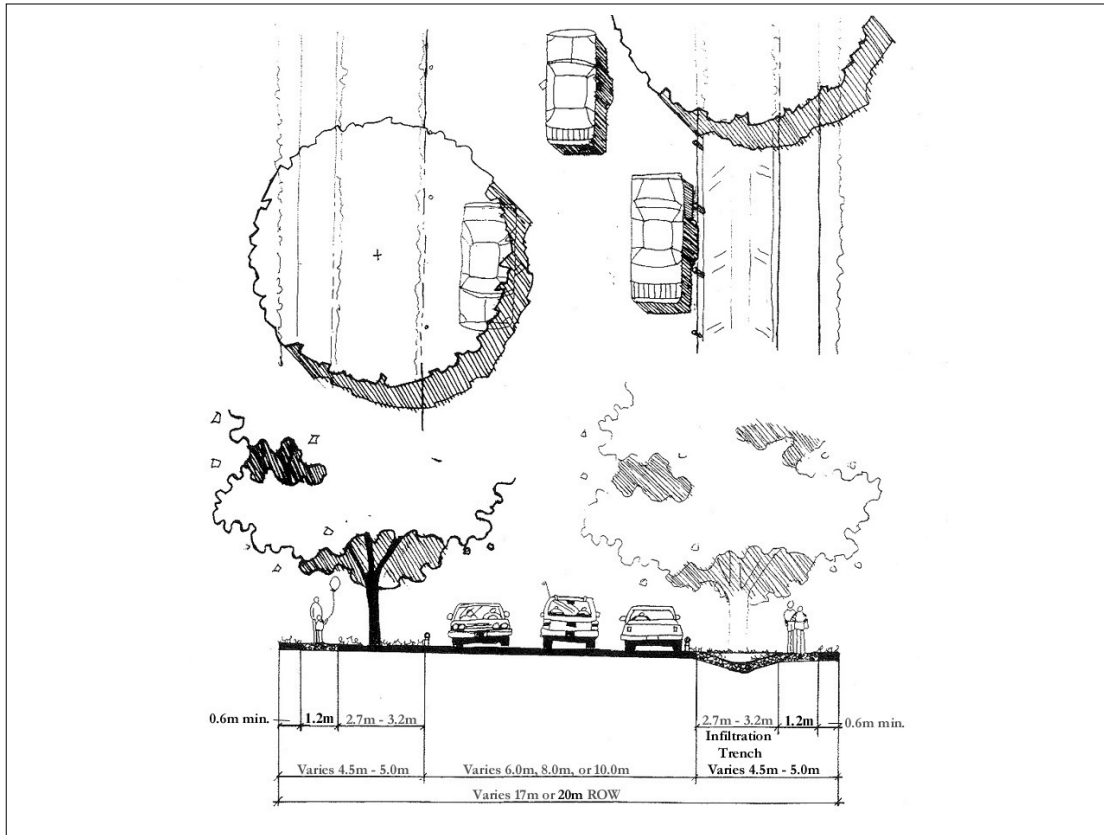 0.6m min. 1.2m 2.7m - 3.2m 2.7m - 3.2m 1.2m 0.6m min.
Infiltration
Trench
Varies 4.5m - 5.0m Varies 6.0m, 8.0m, or 10.0m Varies 4.5m - 5.0m
Varies 17m or 20m ROW